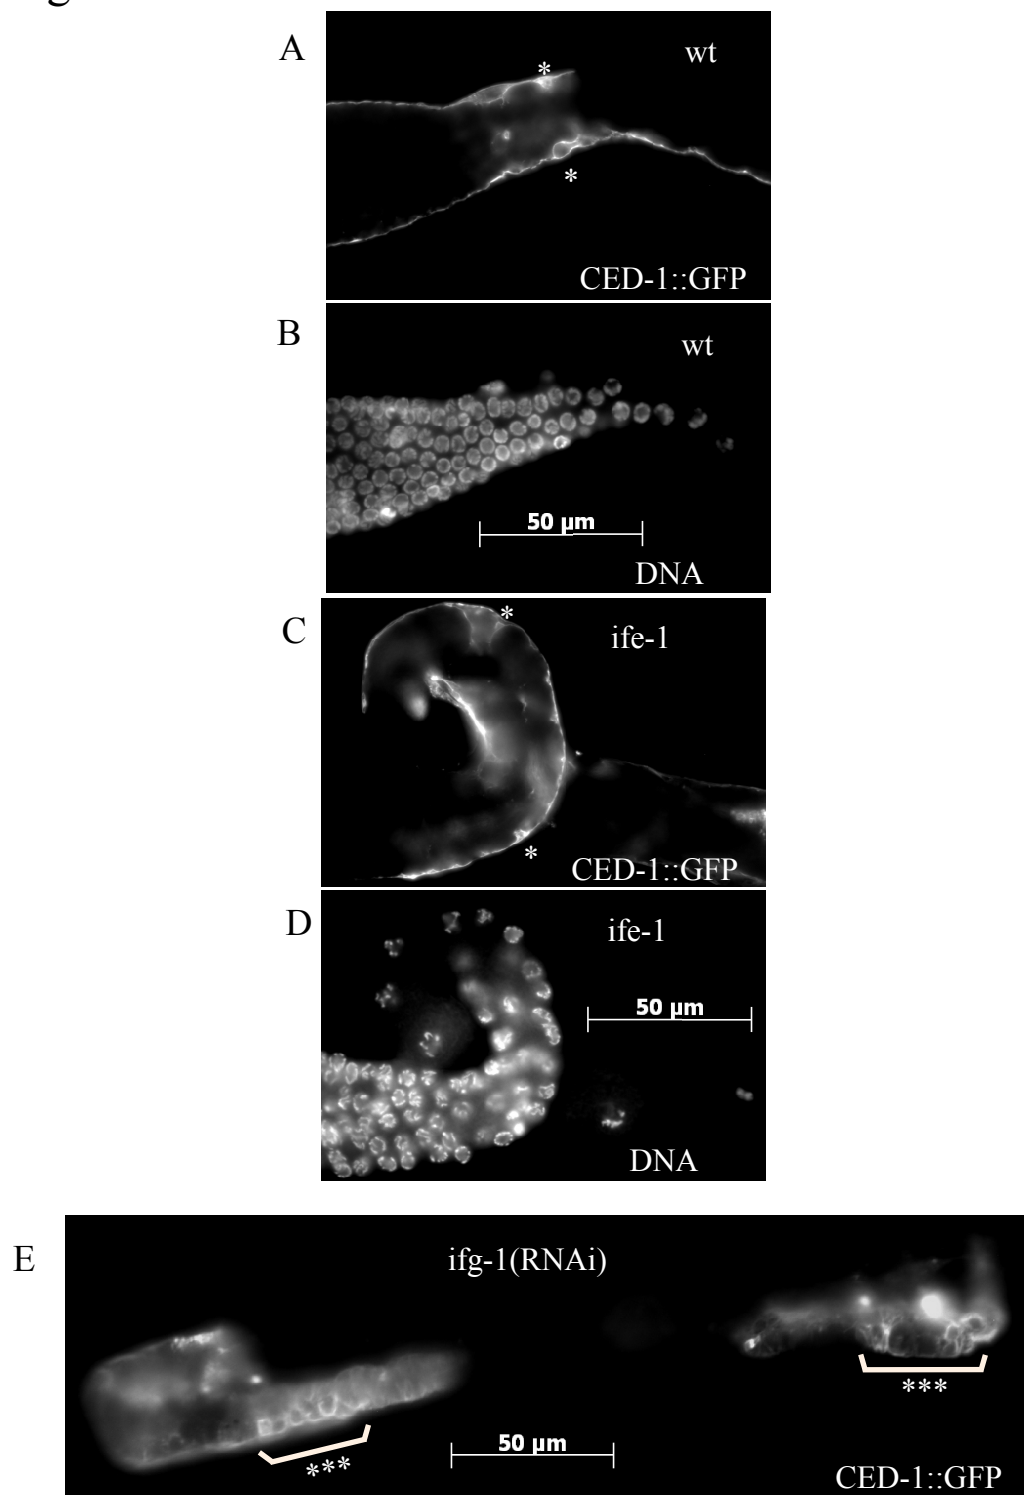 A
*
wt
*
CED-1::GFP
B
wt
50 µm
DNA
C
*
ife-1
*
CED-1::GFP
D
ife-1
50 µm
DNA
E
ifg-1(RNAi)
***
***
50 µm
CED-1::GFP